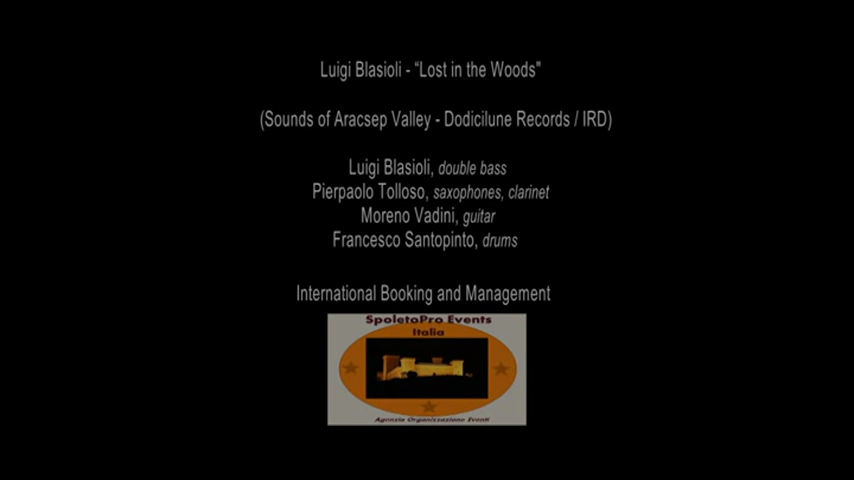 Luigi Blasioli - “Lost in the Woods"
(Sounds of Aracsep Valley - Dodicilune Records / IRD)
Luigi Blasioli, double bass
Pierpaolo Tolloso, saxophones, clarinet
Moreno Vadini, guitar
Francesco Santopinto, drums
International Booking and Management
SpoletoPro Events
Italia
Agenzia Organizzazione Eventi